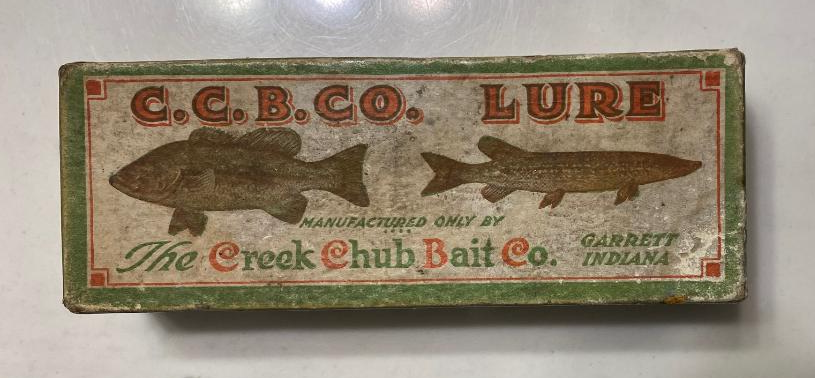 C.C.B.CO. LURE
MANUFACTURED ONLY BY
The Creek Chub Bait Co.
GARRETT
INDIANA